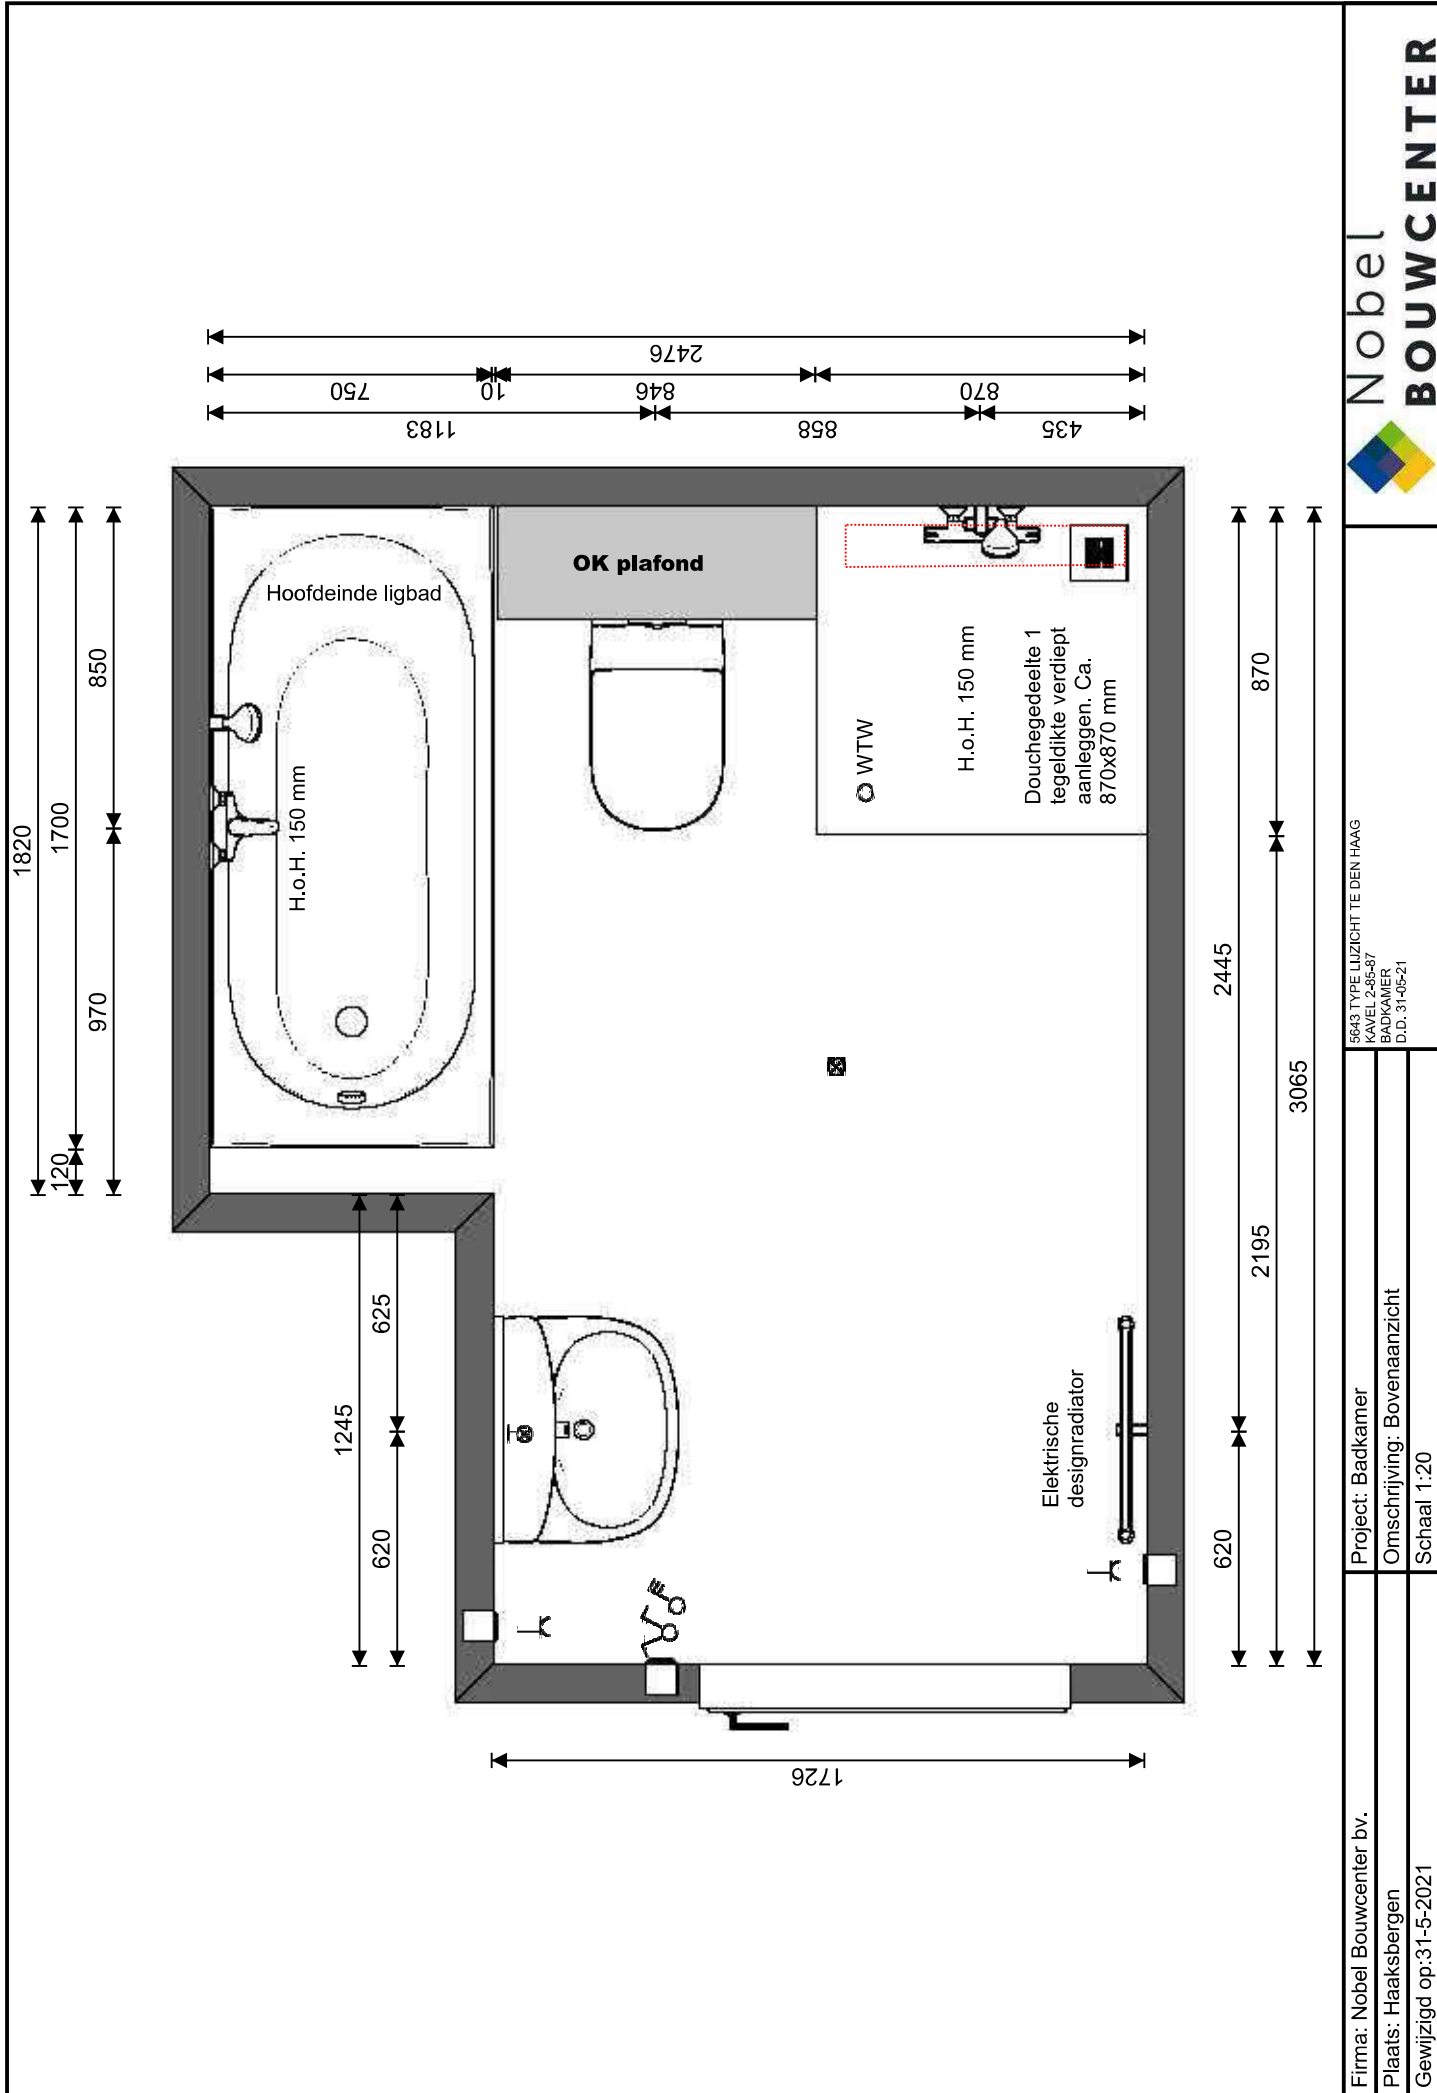 2476
750
10
846
870
1183
858
435
1820
1700
120
850
970
OK plafond
Hoofdeinde ligbad
H.o.H. 150 mm
WTW
H.o.H. 150 mm
Douchegedeelte 1
tegeldikte verdiept
aanleggen. Ca.
870x870 mm
1245
625
620
Elektrische
designradiator
2445
620
870
2195
3065
1726
Nobel
BOUWCENTER
5643 TYPE LIJZICHT TE DEN HAAG
KAVEL 2-85-87
BADKAMER
D.D. 31-05-21
Project: Badkamer
Omschrijving: Bovenaanzicht
Schaal 1:20
Firma: Nobel Bouwcenter bv.
Plaats: Haaksbergen
Gewijzigd op:31-5-2021